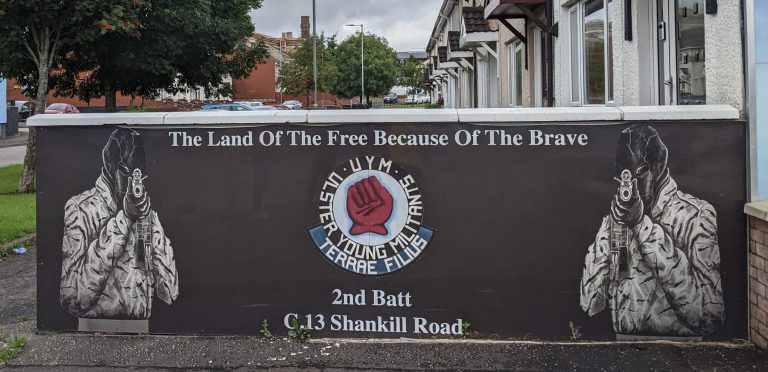 The Land Of The Free Because Of The Brave
U.Y.M.
ULSTER YOUNG MILITANTS
TERRAE FILIUS
2nd Batt
C 13 Shankill Road